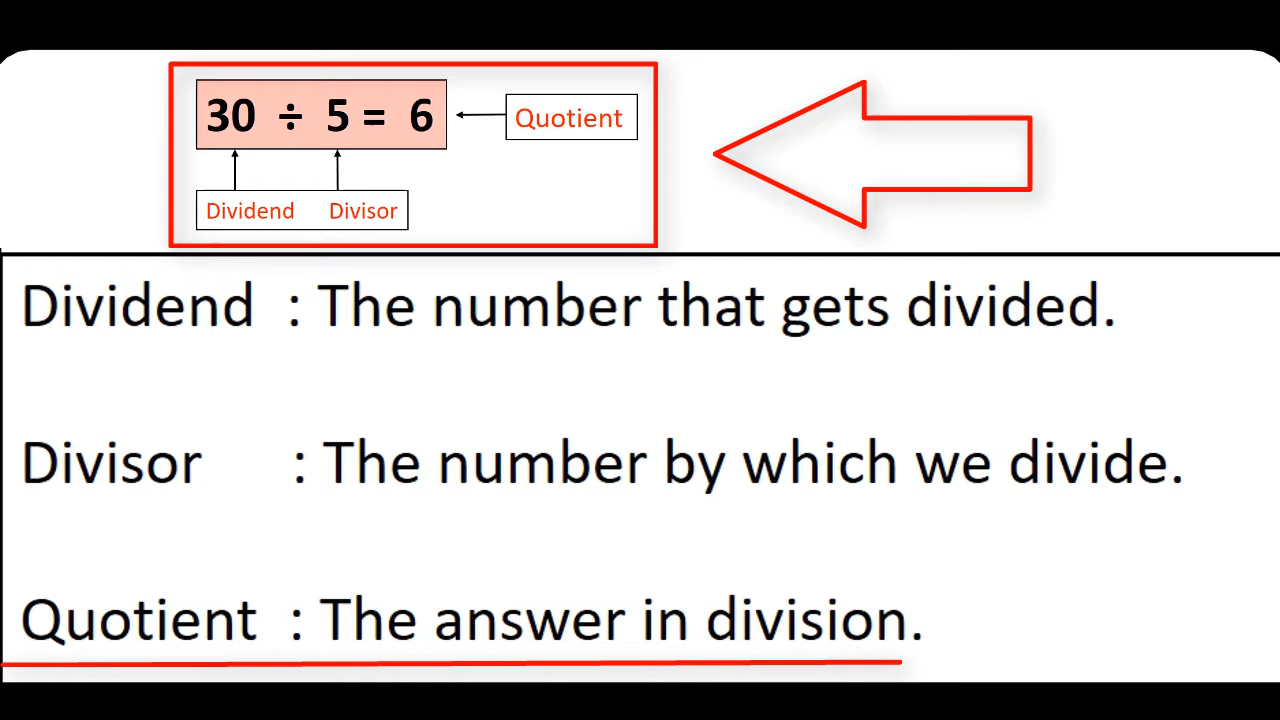 30 ÷ 5 = 6
Quotient
Dividend Divisor
Dividend : The number that gets divided.
Divisor : The number by which we divide.
Quotient : The answer in division.